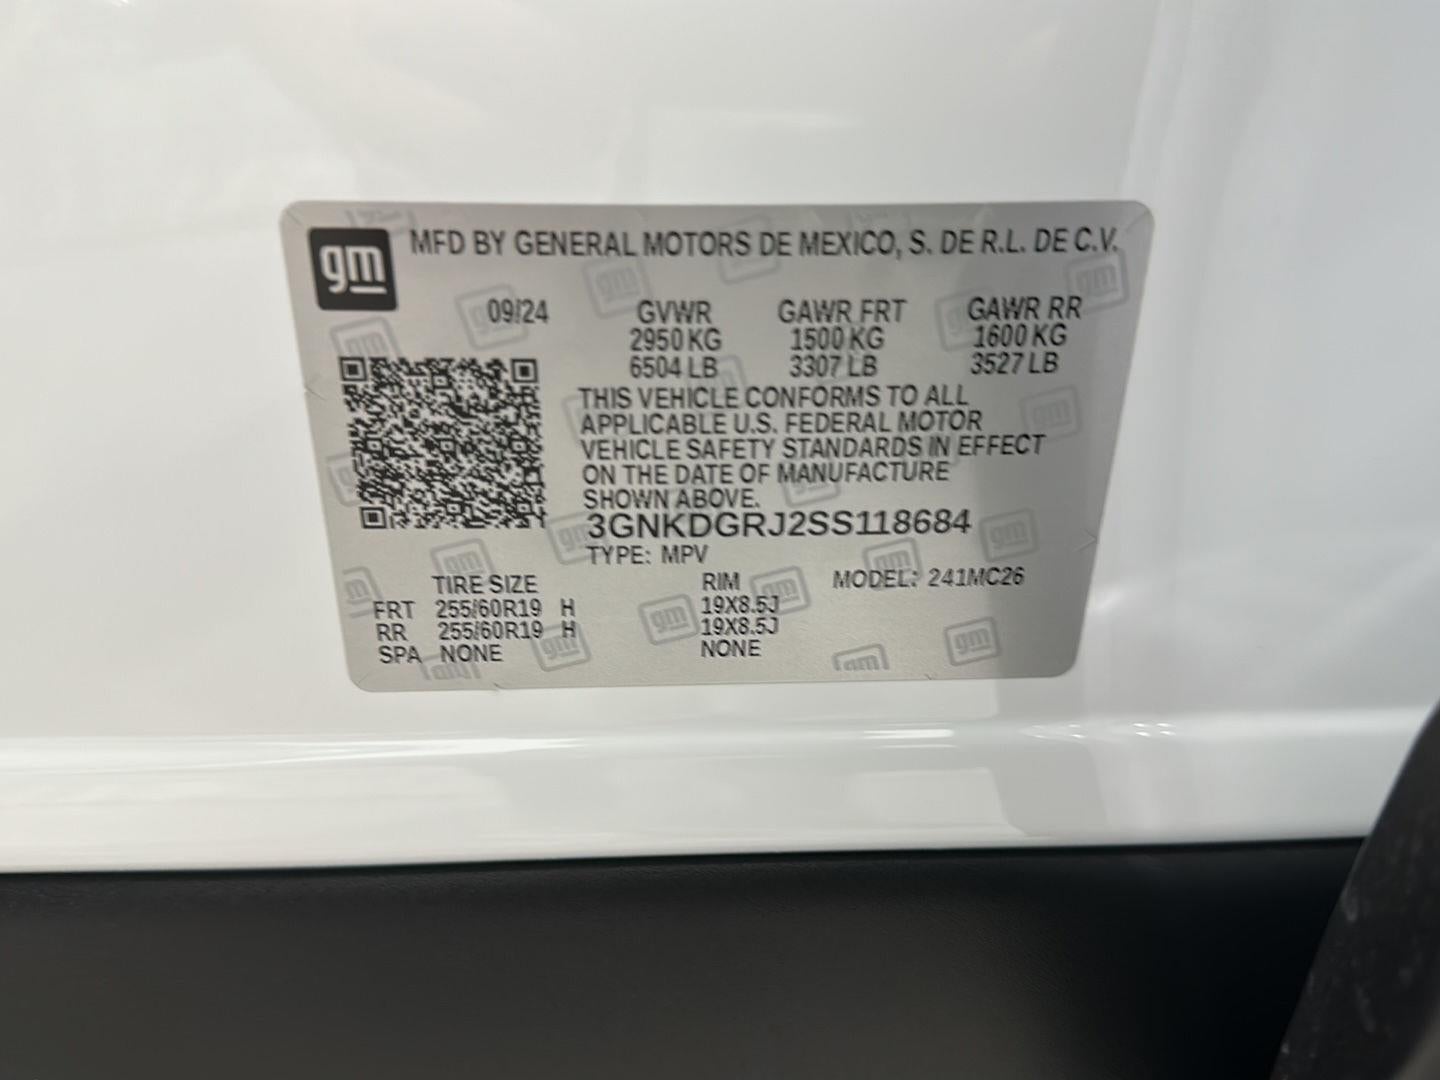 gm
MFD BY GENERAL MOTORS DE MEXICO, S. DE R.L. DE C.V.
09/24 GVWR GAWR FRT GAWR RR
2950 KG 1500 KG 1600 KG
6504 LB 3307 LB 3527 LB
THIS VEHICLE CONFORMS TO ALL
APPLICABLE U.S. FEDERAL MOTOR
VEHICLE SAFETY STANDARDS IN EFFECT
ON THE DATE OF MANUFACTURE
SHOWN ABOVE.
3GNKDGRJ2SS118684
TYPE: MPV
TIRE SIZE RIM MODEL: 241MC26
FRT 255/60R19 H 19X8.5J
RR 255/60R19 H 19X8.5J
SPA NONE NONE